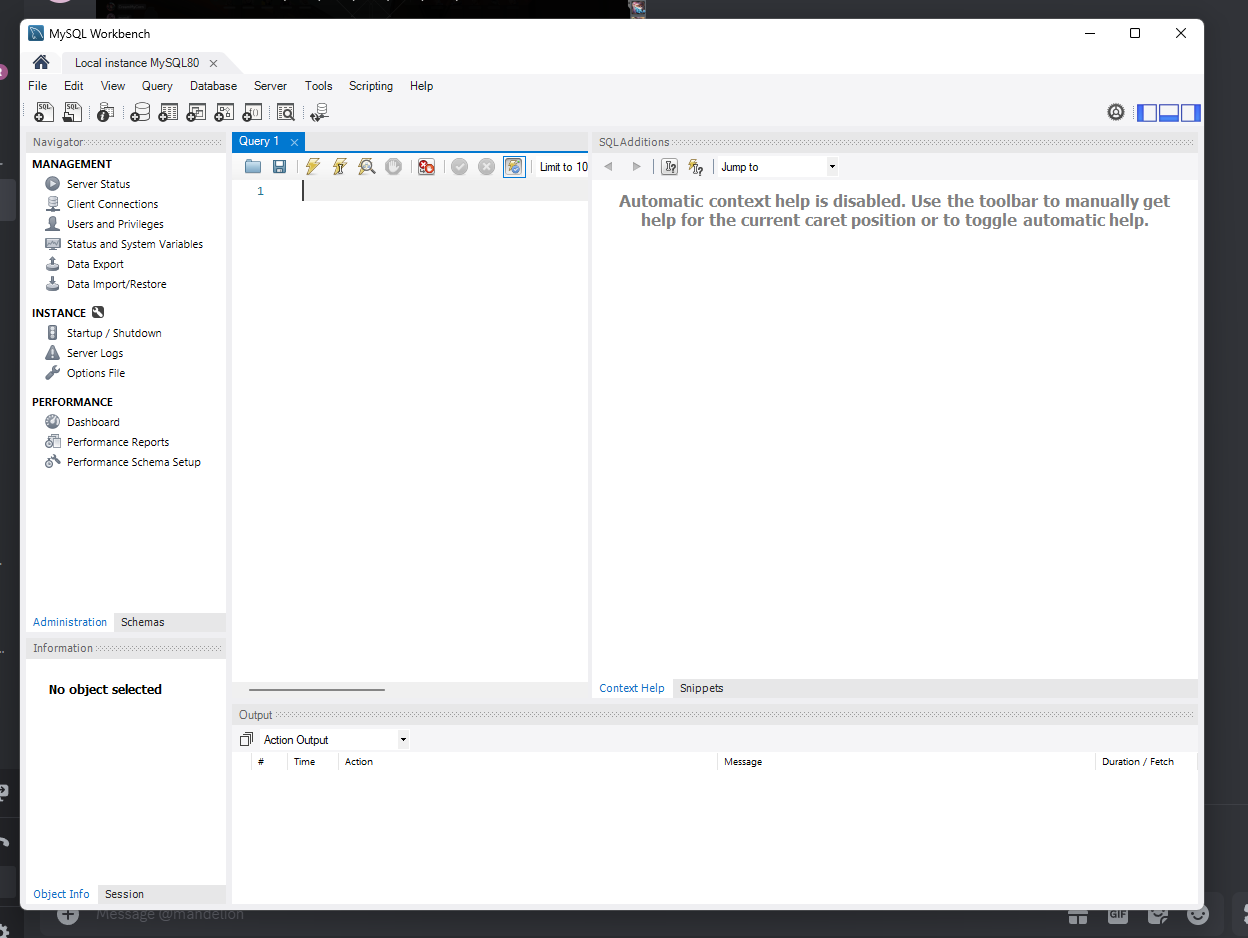 MySQL Workbench
Local instance MySQL80
File Edit View Query Database Server Tools Scripting Help
Navigator
MANAGEMENT
Server Status
Client Connections
Users and Privileges
Status and System Variables
Data Export
Data Import/Restore
INSTANCE
Startup / Shutdown
Server Logs
Options File
PERFORMANCE
Dashboard
Performance Reports
Performance Schema Setup
Administration Schemas
Information
No object selected
Object Info Session
Query 1
Limit to 10
1
SQLAdditions
Jump to
Automatic context help is disabled. Use the toolbar to manually get
help for the current caret position or to toggle automatic help.
Context Help Snippets
Output
Action Output
# Time Action Message Duration / Fetch
Message @mandelion
GIF